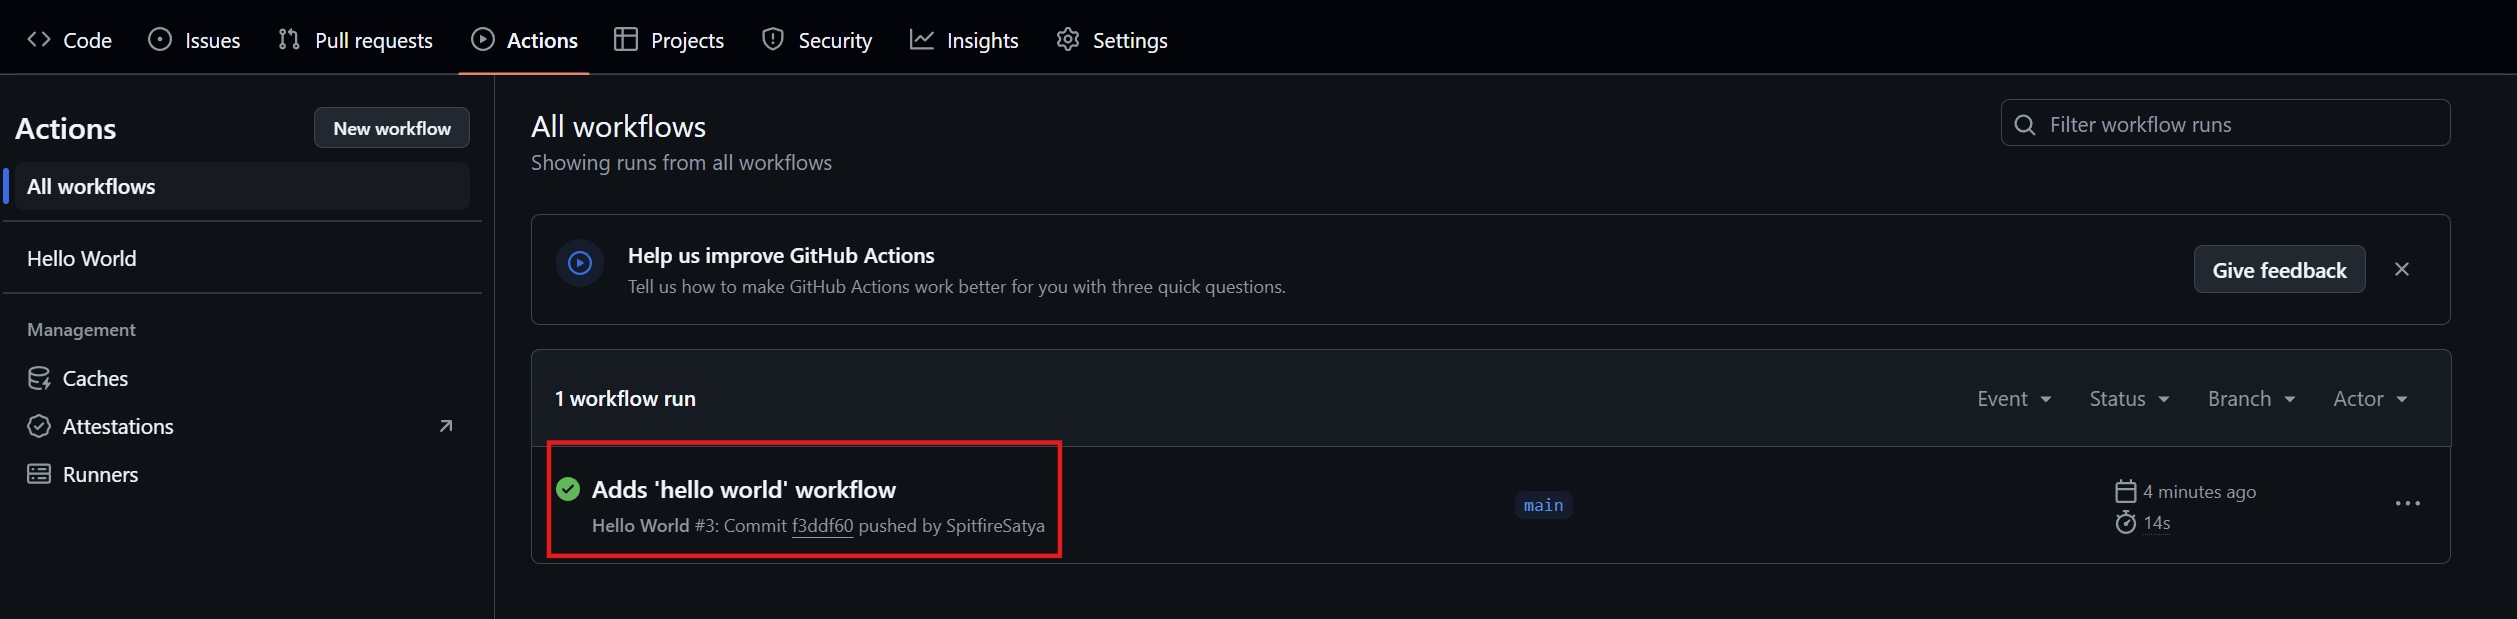 Code Issues Pull requests Actions Projects Security Insights Settings
Actions
New workflow
All workflows
Hello World
Management
Caches
Attestations
Runners
All workflows
Showing runs from all workflows
Filter workflow runs
Help us improve GitHub Actions
Tell us how to make GitHub Actions work better for you with three quick questions.
Give feedback
1 workflow run
Event Status Branch Actor
Adds 'hello world' workflow
Hello World #3: Commit f3ddf60 pushed by SpitfireSatya
main
4 minutes ago
14s